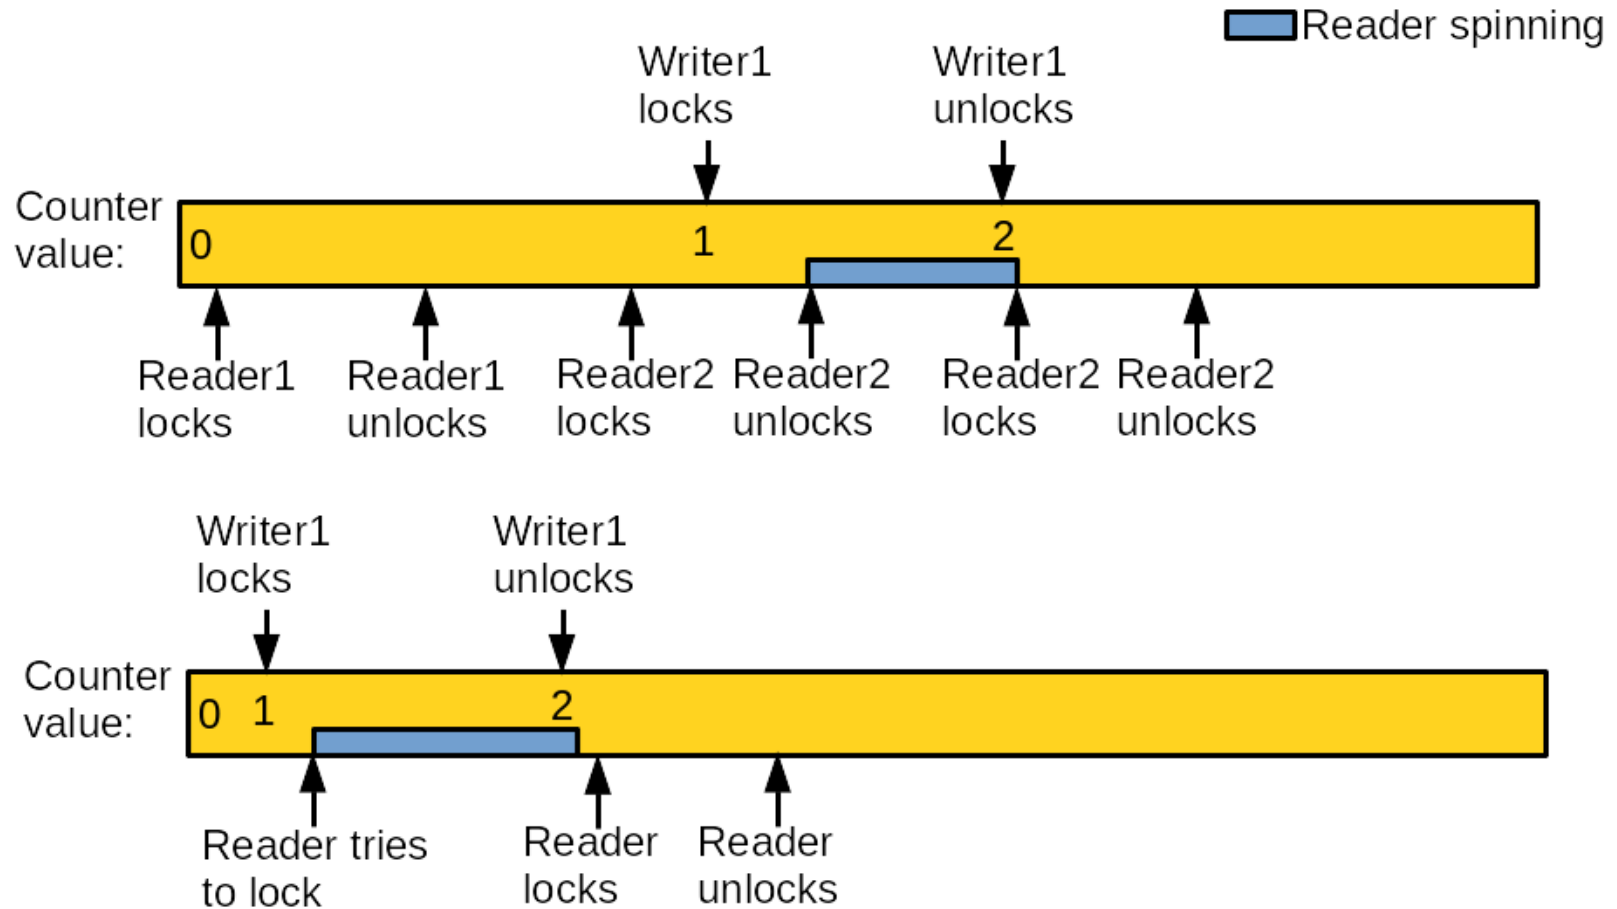 Reader spinning
Writer1
locks
Writer1
unlocks
Counter
value:
0
1
2
Reader1
locks
Reader1
unlocks
Reader2
locks
Reader2
unlocks
Reader2
locks
Reader2
unlocks
Writer1
locks
Writer1
unlocks
Counter
value:
0
1
2
Reader tries
to lock
Reader
locks
Reader
unlocks